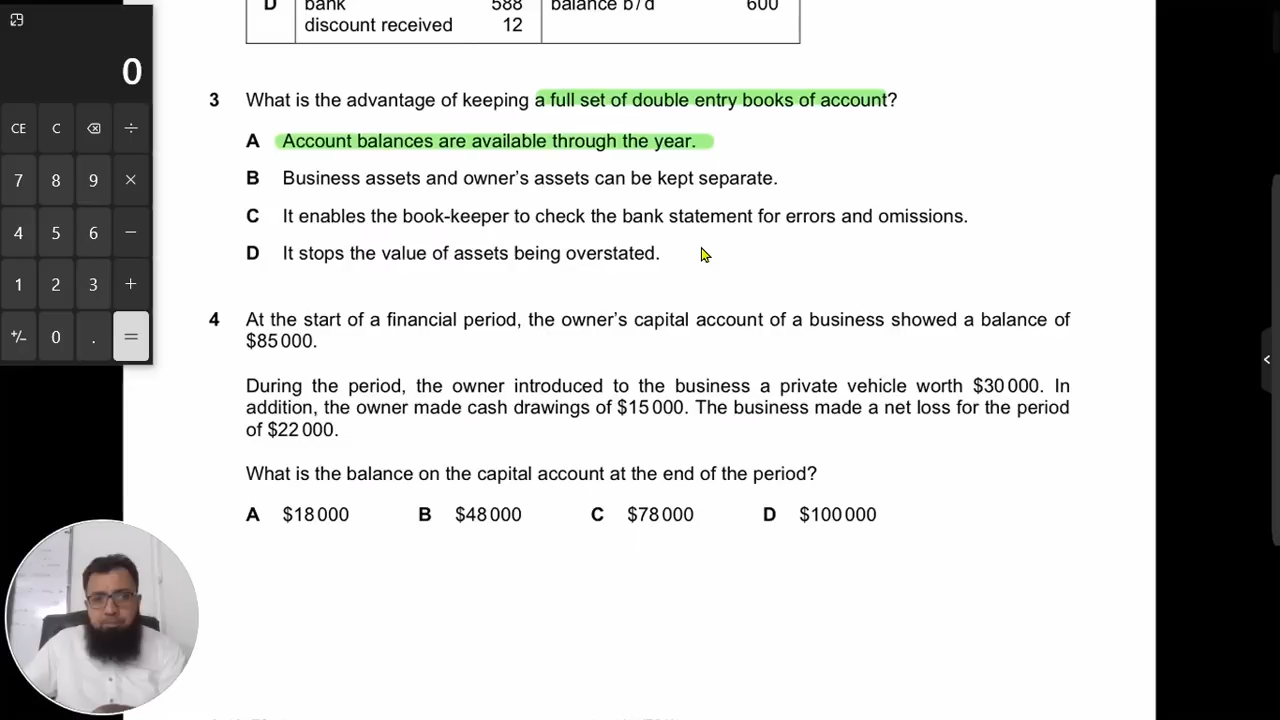 0
CE C ÷
7 8 9 ×
4 5 6 −
1 2 3 +
+/- 0 . =
D bank 588 balance b/d 600
discount received 12
3 What is the advantage of keeping a full set of double entry books of account?
A Account balances are available through the year.
B Business assets and owner's assets can be kept separate.
C It enables the book-keeper to check the bank statement for errors and omissions.
D It stops the value of assets being overstated.
4 At the start of a financial period, the owner's capital account of a business showed a balance of
$85 000.
During the period, the owner introduced to the business a private vehicle worth $30 000. In
addition, the owner made cash drawings of $15 000. The business made a net loss for the period
of $22 000.
What is the balance on the capital account at the end of the period?
A $18 000 B $48 000 C $78 000 D $100 000